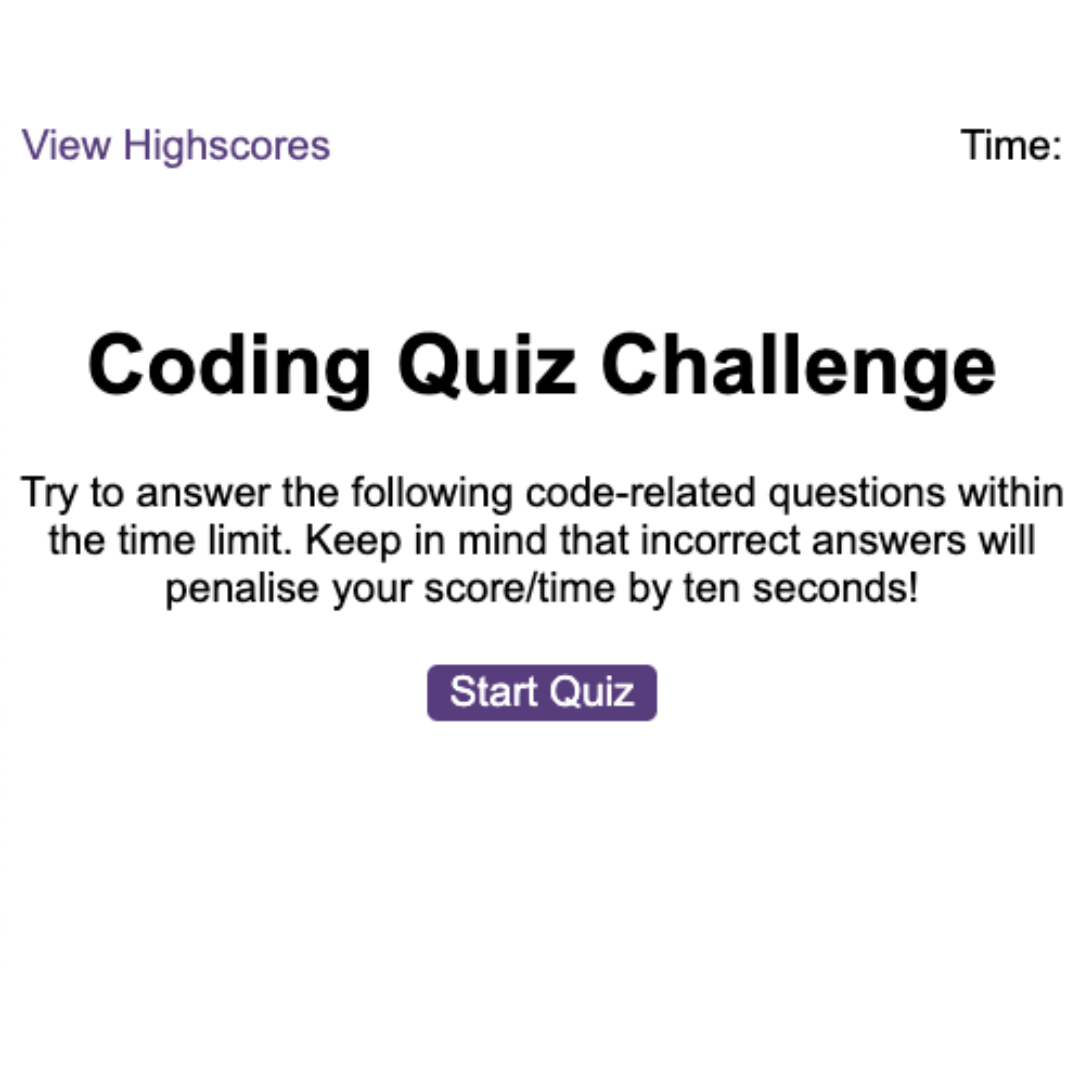 View Highscores
Time:
Coding Quiz Challenge
Try to answer the following code-related questions within
the time limit. Keep in mind that incorrect answers will
penalise your score/time by ten seconds!
Start Quiz